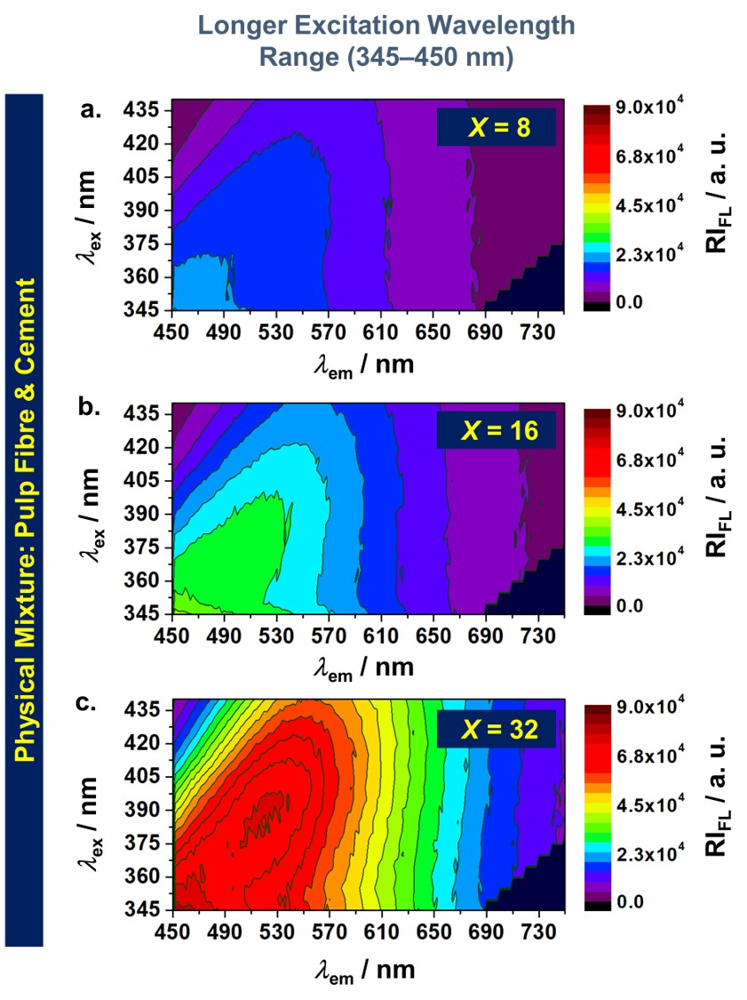 Longer Excitation Wavelength
Range (345–450 nm)
Physical Mixture: Pulp Fibre & Cement
a.
X = 8
435
420
405
390
375
360
345
λex / nm
450 490 530 570 610 650 690 730
λem / nm
9.0x10^4
6.8x10^4
4.5x10^4
2.3x10^4
0.0
RIFL / a. u.
b.
X = 16
435
420
405
390
375
360
345
λex / nm
450 490 530 570 610 650 690 730
λem / nm
9.0x10^4
6.8x10^4
4.5x10^4
2.3x10^4
0.0
RIFL / a. u.
c.
X = 32
435
420
405
390
375
360
345
λex / nm
450 490 530 570 610 650 690 730
λem / nm
9.0x10^4
6.8x10^4
4.5x10^4
2.3x10^4
0.0
RIFL / a. u.